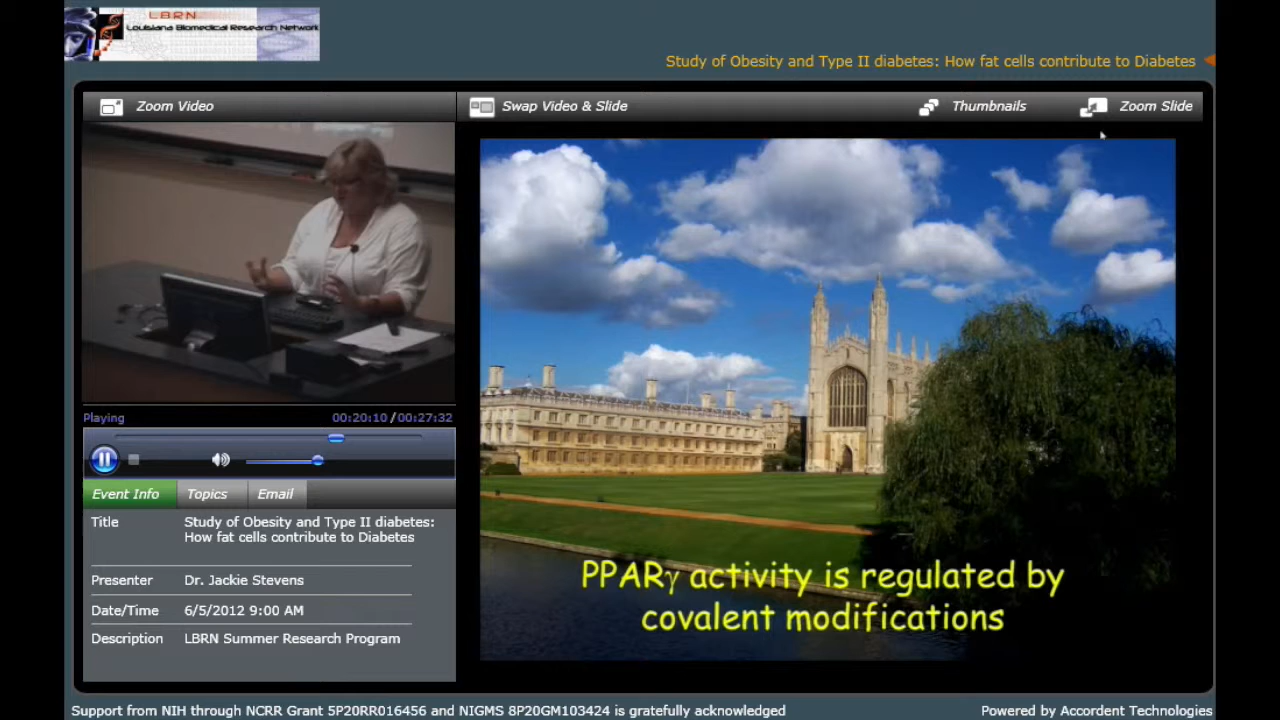 LBRN
Louisiana Biomedical Research Network
Study of Obesity and Type II diabetes: How fat cells contribute to Diabetes
Zoom Video
Swap Video & Slide
Thumbnails
Zoom Slide
Playing
00:20:10 /00:27:32
Event Info
Topics
Email
Title
Study of Obesity and Type II diabetes:
How fat cells contribute to Diabetes
Presenter
Dr. Jackie Stevens
Date/Time
6/5/2012 9:00 AM
Description
LBRN Summer Research Program
PPARγ activity is regulated by
covalent modifications
Support from NIH through NCRR Grant 5P20RR016456 and NIGMS 8P20GM103424 is gratefully acknowledged
Powered by Accordent Technologies